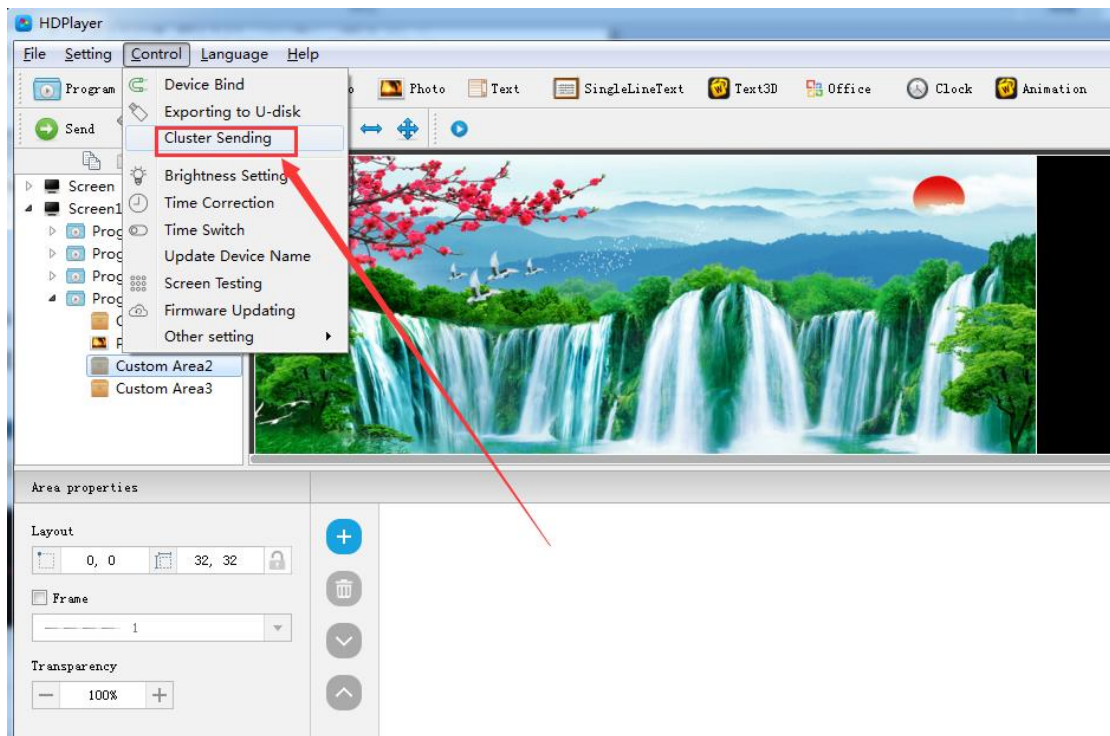 HDPlayer
File Setting Control Language Help
Program Photo Text SingleLineText Text3D Office Clock Animation
Device Bind
Exporting to U-disk
Send
Cluster Sending
Brightness Setting
Screen
Time Correction
Screen1
Time Switch
Update Device Name
Screen Testing
Firmware Updating
Other setting
Custom Area2
Custom Area3
Area properties
Layout
0, 0 32, 32
Frame
1
Transparency
100%